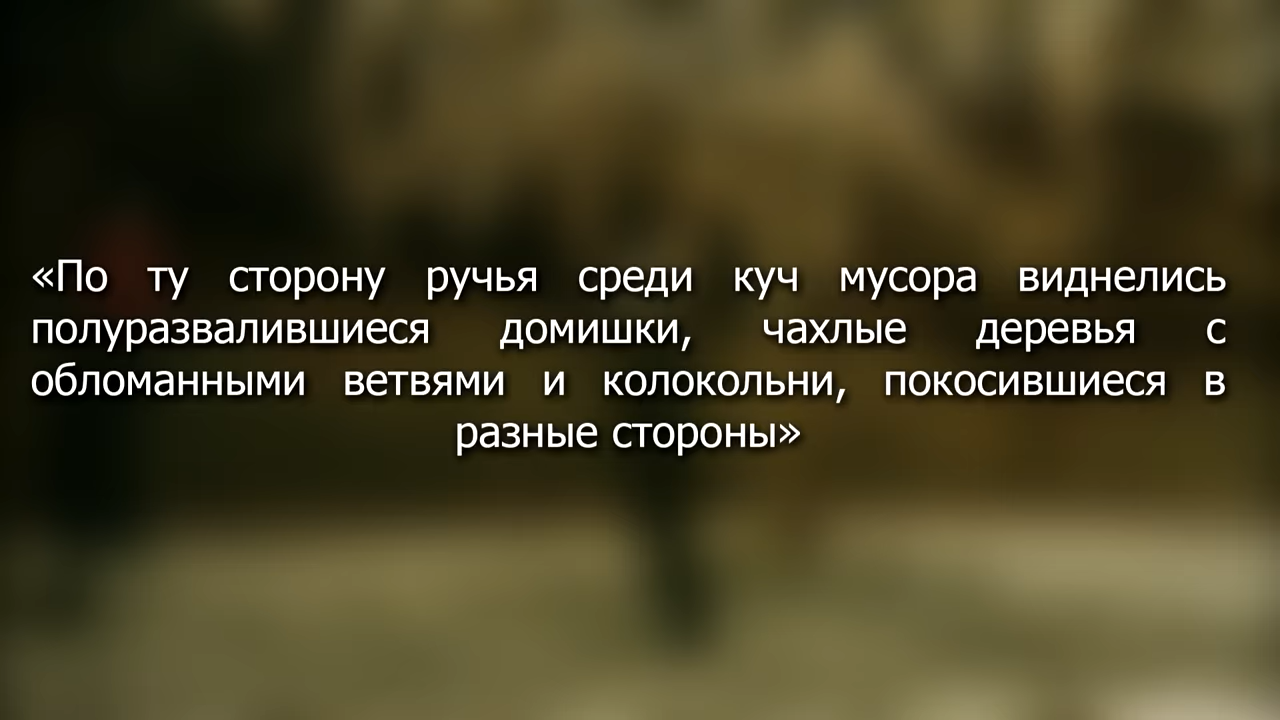 «По ту сторону ручья среди куч мусора виднелись
полуразвалившиеся домишки, чахлые деревья с
обломанными ветвями и колокольни, покосившиеся в
разные стороны»